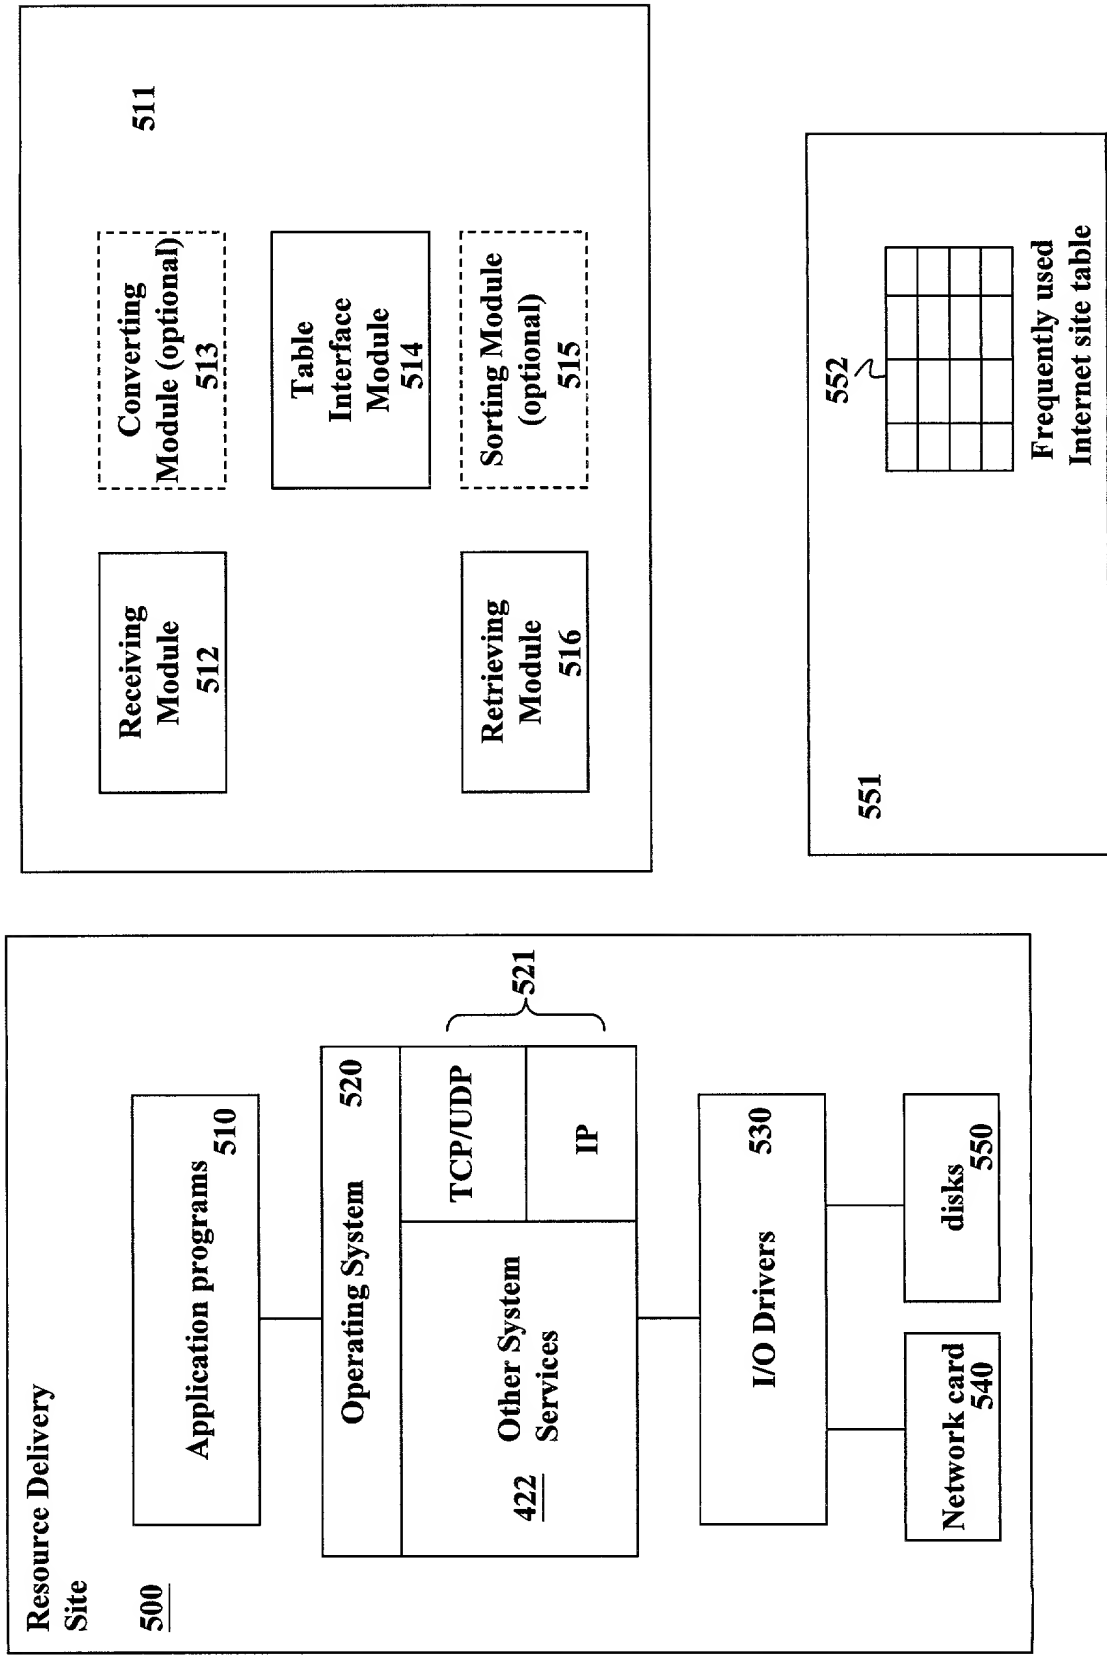 Resource Delivery
Site
500
Application programs
510
Operating System 520
TCP/UDP
IP
521
Other System
Services
422
I/O Drivers 530
Network card
540
disks
550
511
Receiving
Module
512
Converting
Module (optional)
513
Table
Interface
Module
514
Retrieving
Module
516
Sorting Module
(optional)
515
551
552
Frequently used
Internet site table